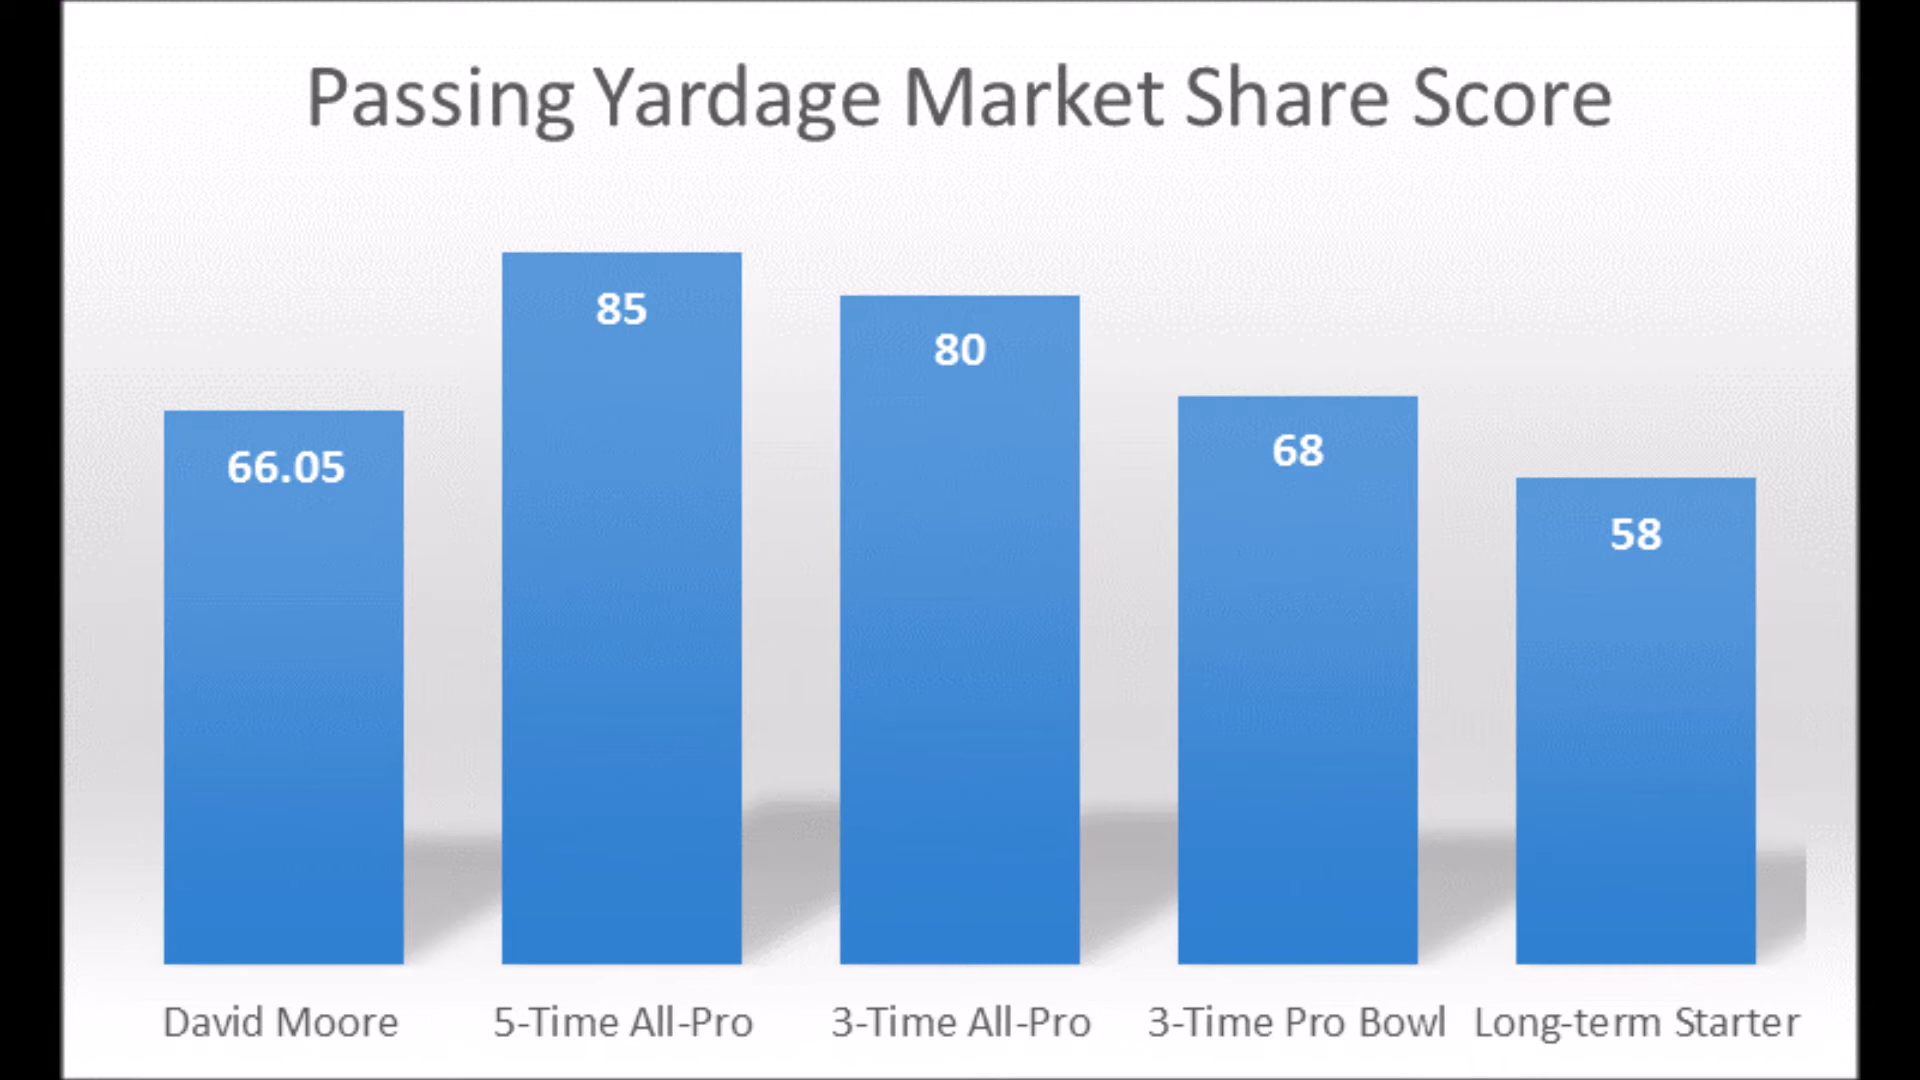 Passing Yardage Market Share Score
85
80
68
66.05
58
David Moore 5-Time All-Pro 3-Time All-Pro 3-Time Pro Bowl Long-term Starter